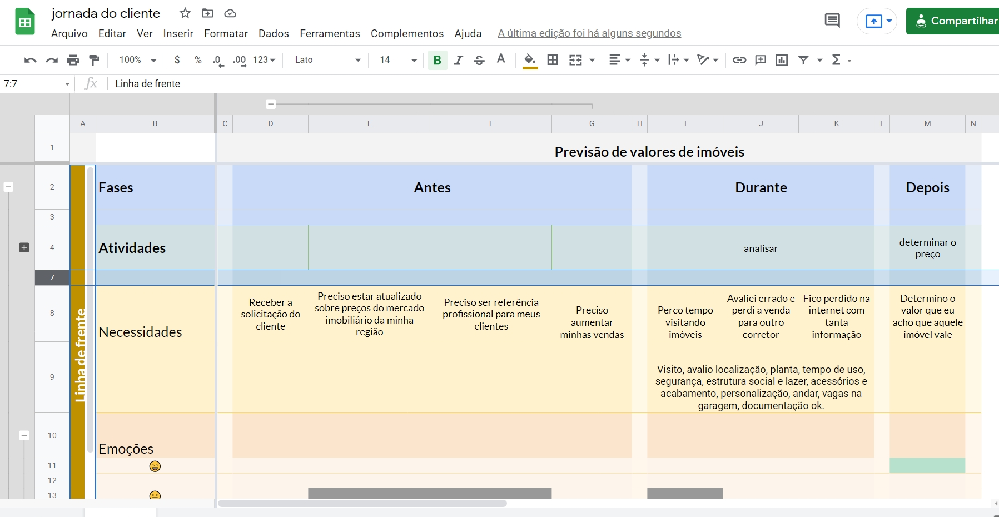 jornada do cliente
Arquivo Editar Ver Inserir Formatar Dados Ferramentas Complementos Ajuda A última edição foi há alguns segundos
Compartilhar
100% $ % .0 .00 123 Lato 14 B I S A
7:7 fx Linha de frente
A B C D E F G H I J K L M N
1
Previsão de valores de imóveis
2
Fases
Antes
Durante
Depois
3
4
Atividades
analisar
determinar o
preço
7
Linha de frente
8
Necessidades
Receber a
solicitação do
cliente
Preciso estar atualizado
sobre preços do mercado
imobiliário da minha
região
Preciso ser referência
profissional para meus
clientes
Preciso
aumentar
minhas vendas
Perco tempo
visitando
imóveis
Avaliei errado e
perdi a venda
para outro
corretor
Fico perdido na
internet com
tanta
informação
Determino o
valor que eu
acho que aquele
imóvel vale
9
Visito, avalio localização, planta, tempo de uso,
segurança, estrutura social e lazer, acessórios e
acabamento, personalização, andar, vagas na
garagem, documentação ok.
10
Emoções
11
12
13